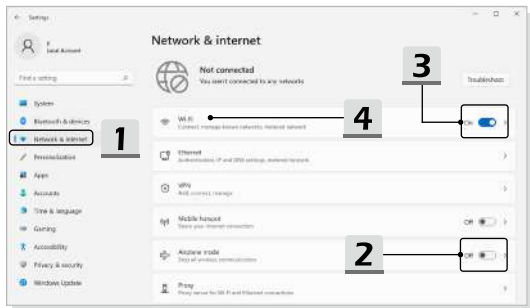 Settings
Local Account
Find a setting
System
Bluetooth & devices
Network & internet
Personalization
Apps
Accounts
Time & language
Gaming
Accessibility
Privacy & security
Windows Update
1
Network & internet
Not connected
You aren't connected to any networks
Troubleshoot
3
Wi-Fi
Connect, manage known networks, metered network
4
On
Ethernet
Authentication, IP and DNS settings, metered network
VPN
Add, connect, manage
Mobile hotspot
Share your internet connection
Off
2
Airplane mode
Stop all wireless communication
Off
Proxy
Proxy server for Wi-Fi and Ethernet connections